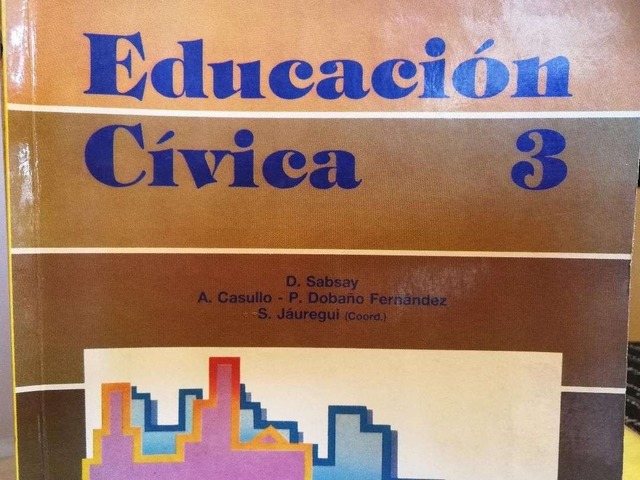 Educación
Cívica 3
D. Sabsay
A. Casullo - P. Dobaño Fernández
S. Jáuregui (Coord.)